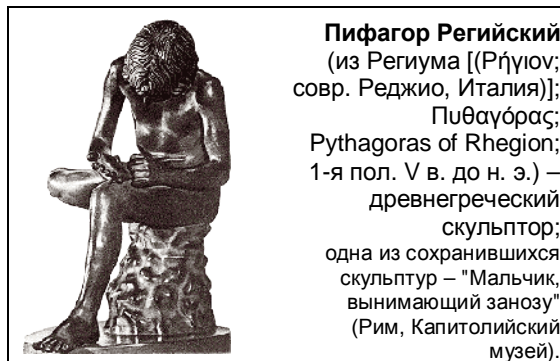 Пифагор Регийский
(из Региума [(Ρήγιον;
совр. Реджио, Италия)];
Πυθαγόρας;
Pythagoras of Rhegion;
1-я пол. V в. до н. э.) –
древнегреческий
скульптор;
одна из сохранившихся
скульптур – "Мальчик,
вынимающий занозу"
(Рим, Капитолийский
музей).